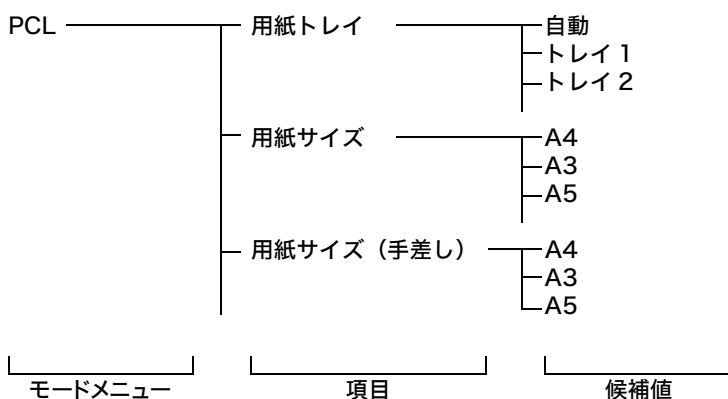 PCL 用紙トレイ 自動
トレイ 1
トレイ 2
用紙サイズ A4
A3
A5
用紙サイズ（手差し） A4
A3
A5
モードメニュー 項目 候補値